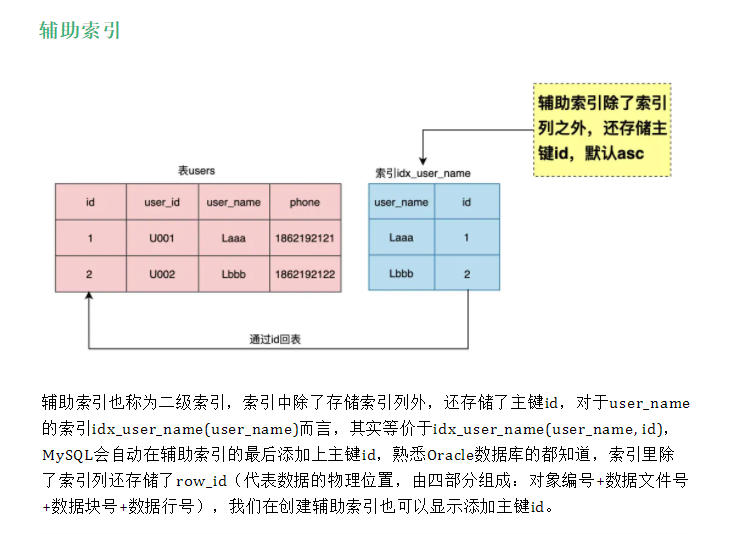 辅助索引
辅助索引除了索引
列之外，还存储主
键id，默认asc
表users
索引idx_user_name
id user_id user_name phone
1 U001 Laaa 1862192121
2 U002 Lbbb 1862192122
user_name id
Laaa 1
Lbbb 2
通过id回表
辅助索引也称为二级索引，索引中除了存储索引列外，还存储了主键id，对于user_name
的索引idx_user_name(user_name)而言，其实等价于idx_user_name(user_name, id)，
MySQL会自动在辅助索引的最后添加上主键id，熟悉Oracle数据库的都知道，索引里除
了索引列还存储了row_id（代表数据的物理位置，由四部分组成：对象编号+数据文件号
+数据块号+数据行号），我们在创建辅助索引也可以显示添加主键id。